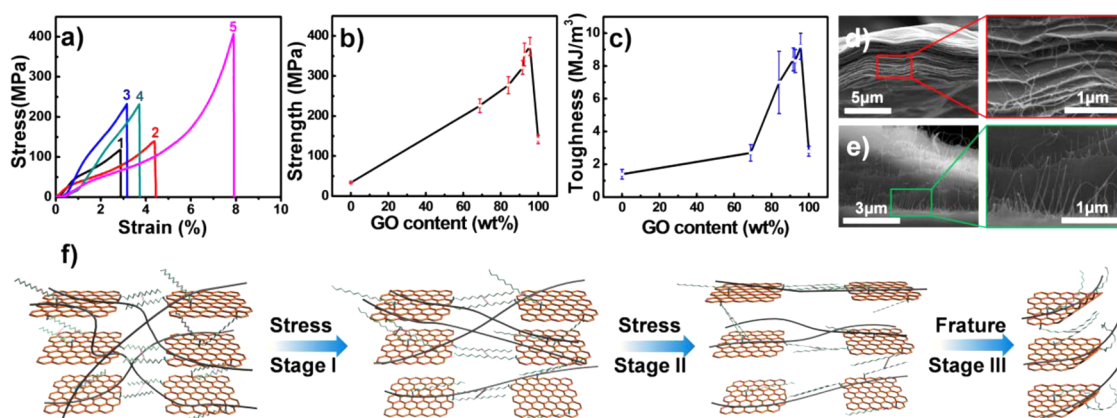 a)
Stress(MPa)
400
300
200
100
0
0 2 4 6 8 10
Strain (%)
1
2
3
4
5
b)
Strength (MPa)
400
300
200
100
0
0 20 40 60 80 100
GO content (wt%)
c)
Toughness (MJ/m³)
10
8
6
4
2
0
0 20 40 60 80 100
GO content (wt%)
d)
5μm
1μm
e)
3μm
1μm
f)
Stress
Stage I
Stress
Stage II
Frature
Stage III